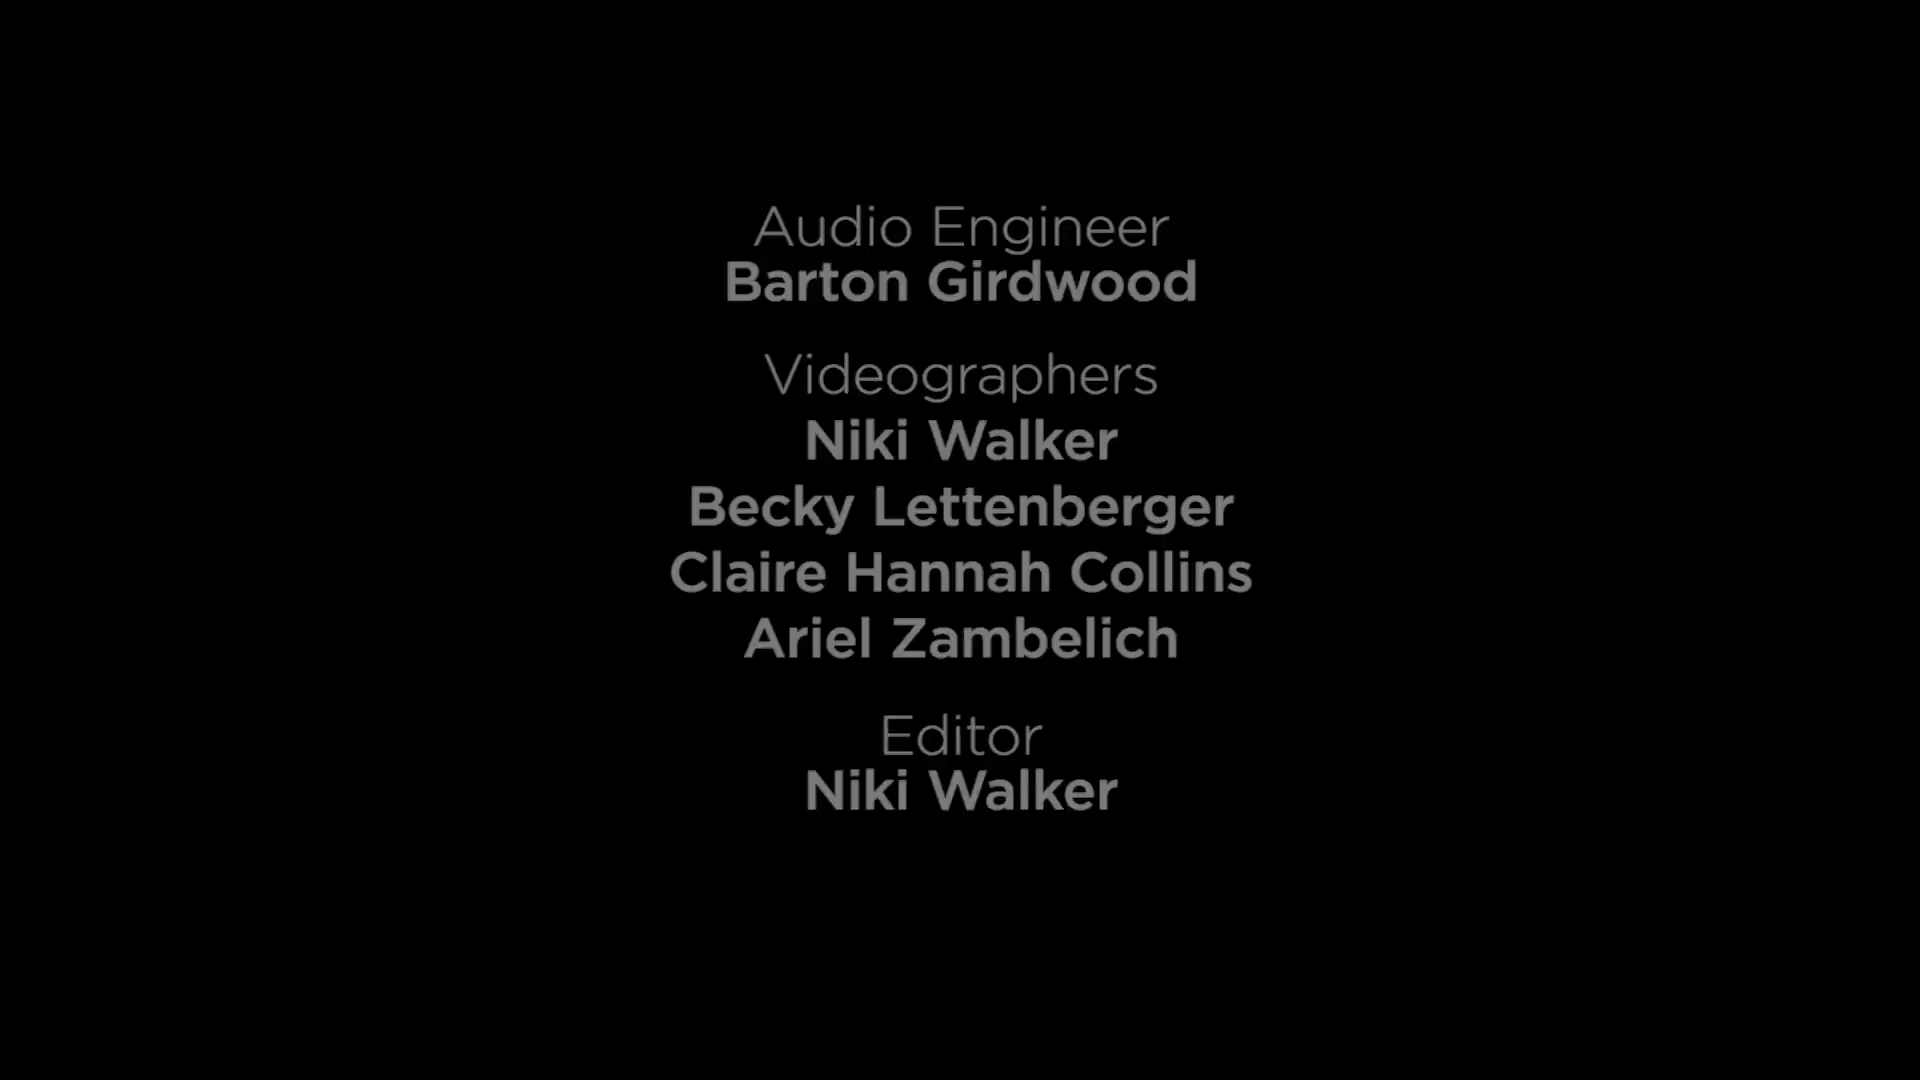 Audio Engineer
Barton Girdwood
Videographers
Niki Walker
Becky Lettenberger
Claire Hannah Collins
Ariel Zambelich
Editor
Niki Walker